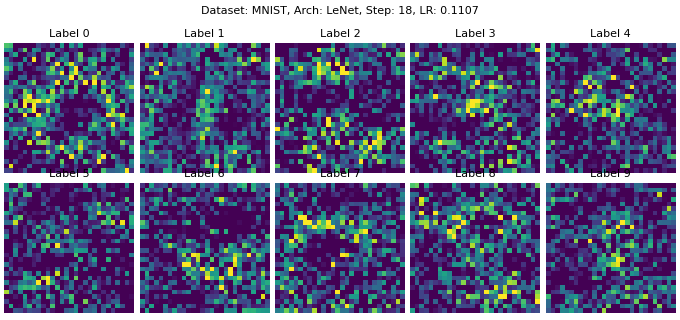 Dataset: MNIST, Arch: LeNet, Step: 18, LR: 0.1107
Label 0 Label 1 Label 2 Label 3 Label 4
Label 5 Label 6 Label 7 Label 8 Label 9